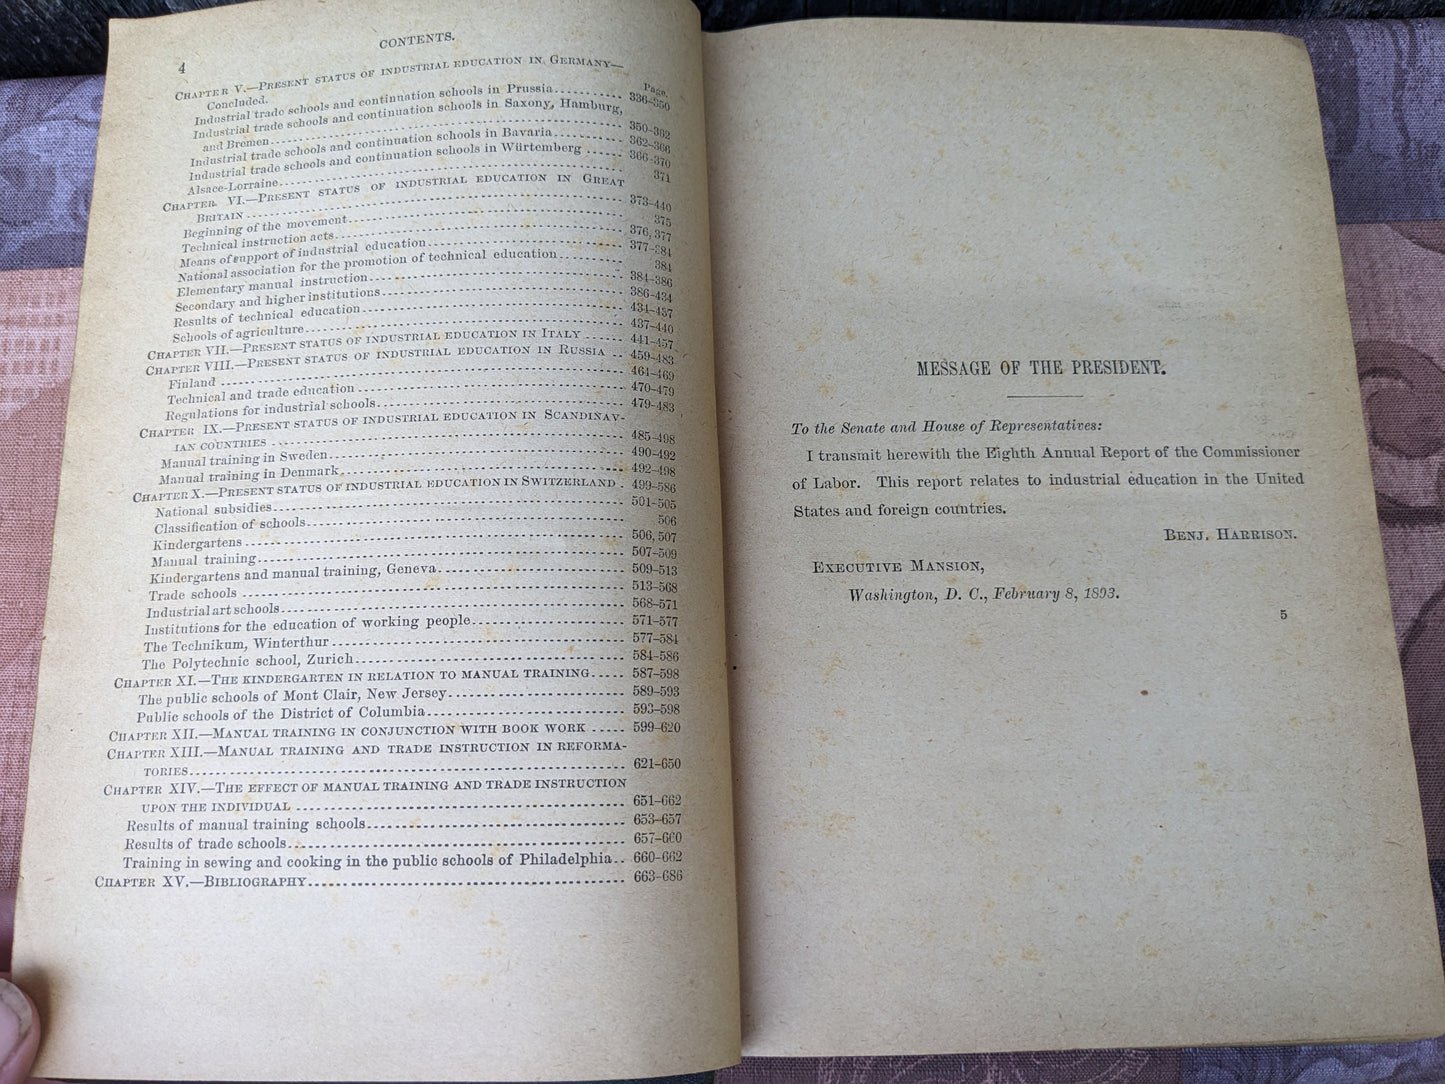 4
CONTENTS.
CHAPTER V.—PRESENT STATUS OF INDUSTRIAL EDUCATION IN GERMANY—
Concluded.
Page.
Industrial trade schools and continuation schools in Prussia.......... 336–350
Industrial trade schools and continuation schools in Saxony, Hamburg,
and Bremen.......... 350–362
Industrial trade schools and continuation schools in Bavaria.......... 362–366
Industrial trade schools and continuation schools in Würtemberg ...... 366–370
Alsace-Lorraine.......... 371
CHAPTER VI.—PRESENT STATUS OF INDUSTRIAL EDUCATION IN GREAT
BRITAIN .......... 373–440
Beginning of the movement.......... 375
Technical instruction acts.......... 376, 377
Means of support of industrial education .......... 377–384
National association for the promotion of technical education .......... 384
Elementary manual instruction.......... 384–386
Secondary and higher institutions.......... 386–434
Results of technical education.......... 434–437
Schools of agriculture.......... 437–440
CHAPTER VII.—PRESENT STATUS OF INDUSTRIAL EDUCATION IN ITALY ...... 441–457
CHAPTER VIII.—PRESENT STATUS OF INDUSTRIAL EDUCATION IN RUSSIA .. 459–483
Finland .......... 464–469
Technical and trade education .......... 470–479
Regulations for industrial schools.......... 479–483
CHAPTER IX.—PRESENT STATUS OF INDUSTRIAL EDUCATION IN SCANDINAV-
IAN COUNTRIES .......... 485–498
Manual training in Sweden.......... 490–492
Manual training in Denmark.......... 492–498
CHAPTER X.—PRESENT STATUS OF INDUSTRIAL EDUCATION IN SWITZERLAND . 499–586
National subsidies.......... 501–505
Classification of schools.......... 506
Kindergartens .......... 506, 507
Manual training.......... 507–509
Kindergartens and manual training, Geneva.......... 509–513
Trade schools .......... 513–568
Industrial art schools.......... 568–571
Institutions for the education of working people.......... 571–577
The Technikum, Winterthur .......... 577–584
The Polytechnic school, Zurich.......... 584–586
CHAPTER XI.—THE KINDERGARTEN IN RELATION TO MANUAL TRAINING..... 587–598
The public schools of Mont Clair, New Jersey.......... 589–593
Public schools of the District of Columbia.......... 593–598
CHAPTER XII.—MANUAL TRAINING IN CONJUNCTION WITH BOOK WORK ..... 599–620
CHAPTER XIII.—MANUAL TRAINING AND TRADE INSTRUCTION IN REFORMA-
TORIES.......... 621–650
CHAPTER XIV.—THE EFFECT OF MANUAL TRAINING AND TRADE INSTRUCTION
UPON THE INDIVIDUAL .......... 651–662
Results of manual training schools.......... 653–657
Results of trade schools.......... 657–660
Training in sewing and cooking in the public schools of Philadelphia.. 660–662
CHAPTER XV.—BIBLIOGRAPHY.......... 663–686
MESSAGE OF THE PRESIDENT.
To the Senate and House of Representatives:
I transmit herewith the Eighth Annual Report of the Commissioner
of Labor. This report relates to industrial education in the United
States and foreign countries.
BENJ. HARRISON.
EXECUTIVE MANSION,
Washington, D. C., February 8, 1893.
5